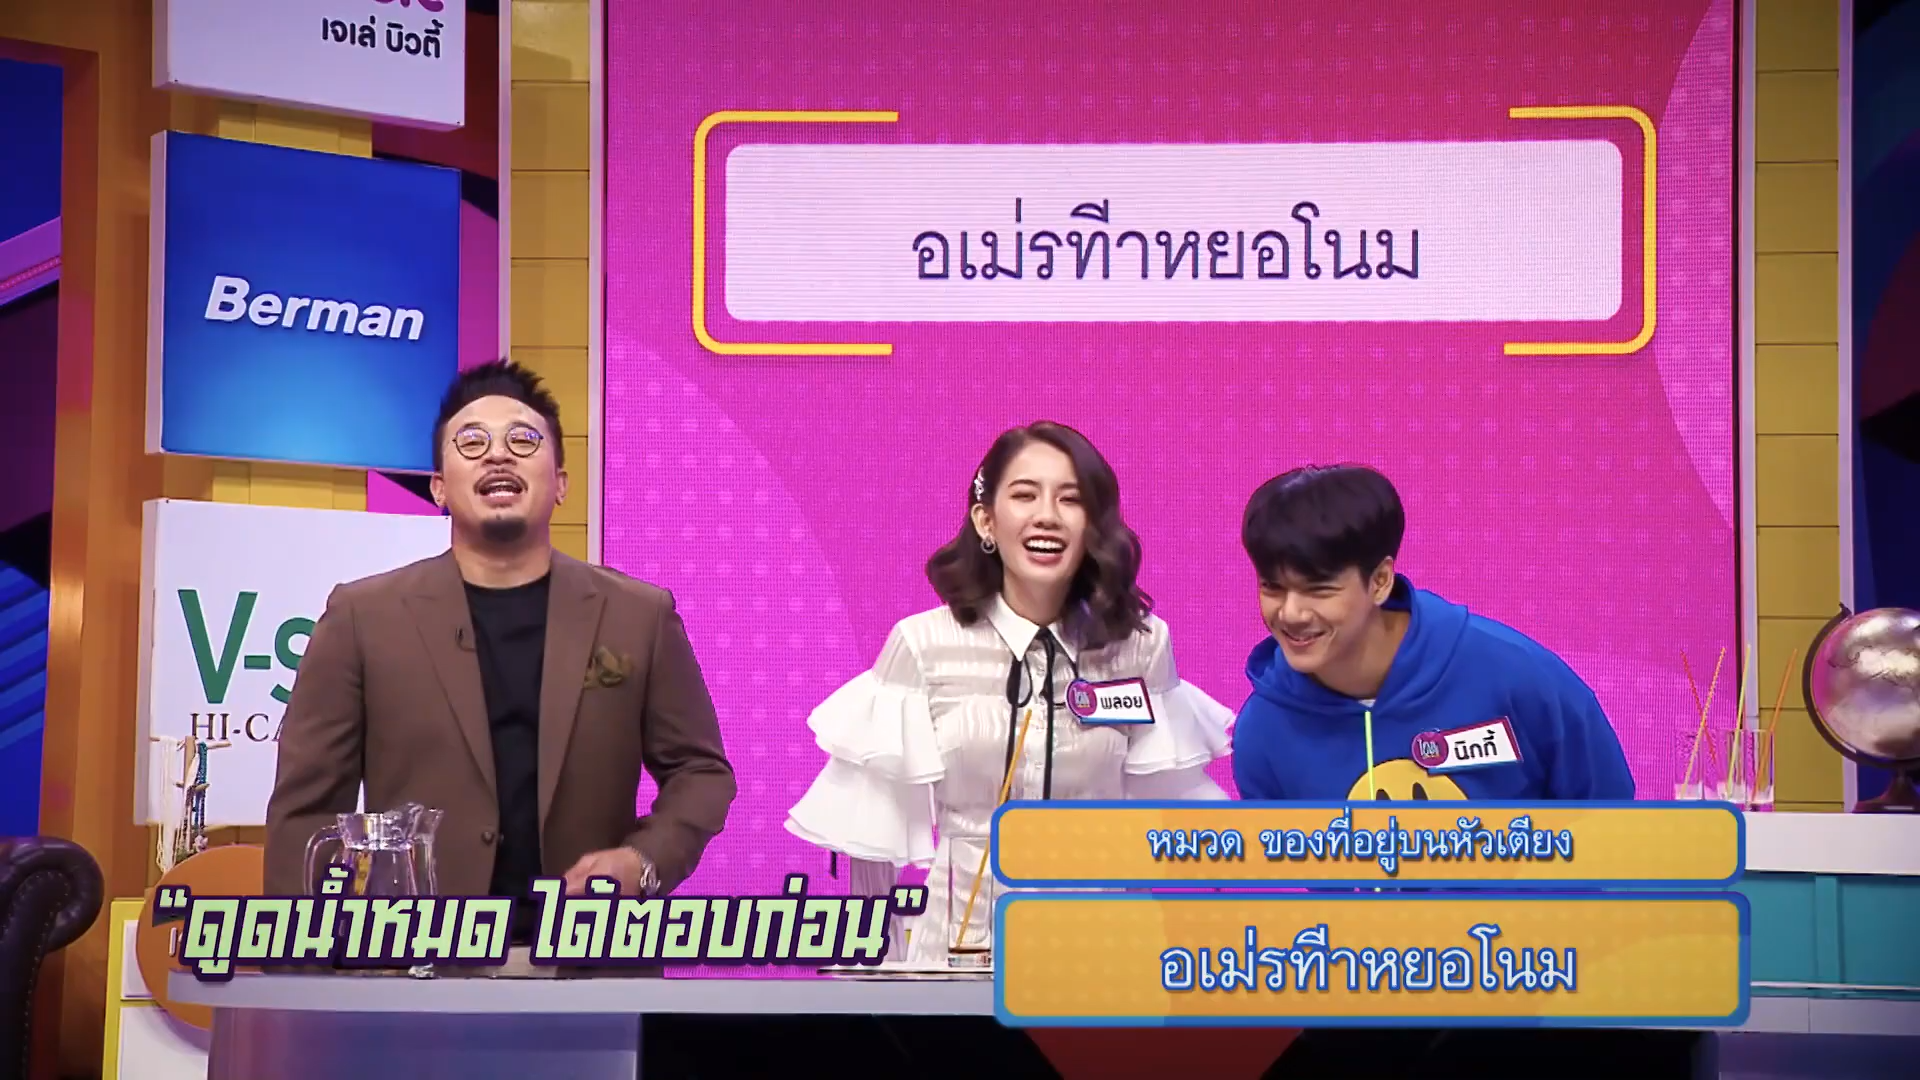 เจเล่ บิวตี้
Berman
อเม่รทีาหยอโนม
V-
HI-CA
พลอย
นิกกี้
หมวด ของที่อยู่บนหัวเตียง
อเม่รทีาหยอโนม
“ดูดน้ำหมด ได้ตอบก่อน”